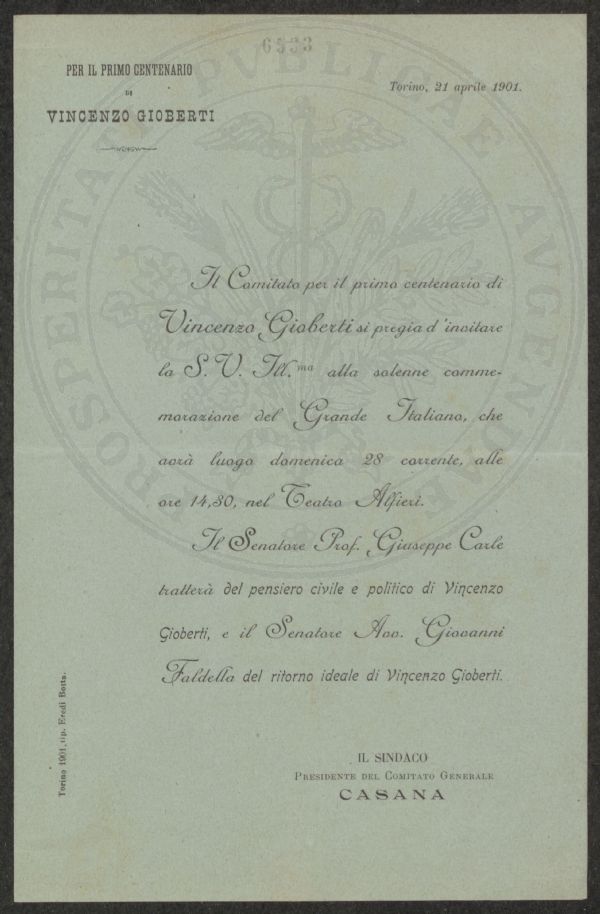 6533
PER IL PRIMO CENTENARIO
DI
VINCENZO GIOBERTI
Torino, 21 aprile 1901.
PROSPERITATI PVBLICAE AVGENDAE
Il Comitato per il primo centenario di
Vincenzo Gioberti si pregia d'invitare
la S. V. Ill.ma alla solenne comme-
morazione del Grande Italiano, che
avrà luogo domenica 28 corrente, alle
ore 14,30, nel Teatro Alfieri.
Il Senatore Prof. Giuseppe Carle
tratterà del pensiero civile e politico di Vincenzo
Gioberti, e il Senatore Avv. Giovanni
Faldella del ritorno ideale di Vincenzo Gioberti.
IL SINDACO
PRESIDENTE DEL COMITATO GENERALE
CASANA
Torino 1901, tip. Eredi Botta.